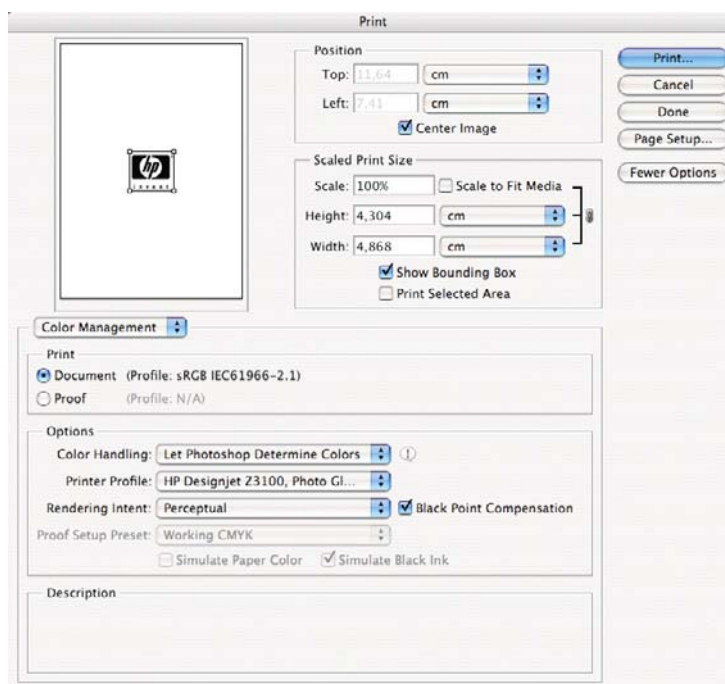 Print
Position
Top: 11,64 cm
Left: 7,41 cm
Center Image
Print...
Cancel
Done
Page Setup...
Fewer Options
hp
invent
Scaled Print Size
Scale: 100% Scale to Fit Media
Height: 4,304 cm
Width: 4,868 cm
Show Bounding Box
Print Selected Area
Color Management
Print
Document (Profile: sRGB IEC61966-2.1)
Proof (Profile: N/A)
Options
Color Handling: Let Photoshop Determine Colors
Printer Profile: HP Designjet Z3100, Photo Gl...
Rendering Intent: Perceptual Black Point Compensation
Proof Setup Preset: Working CMYK
Simulate Paper Color Simulate Black Ink
Description